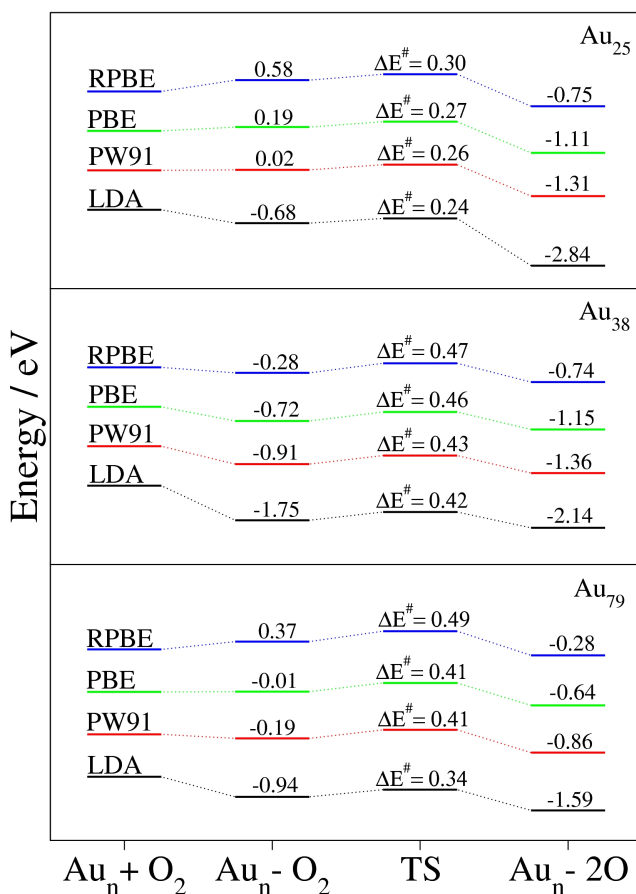 Energy / eV
Au25
RPBE 0.58 ΔE#= 0.30 -0.75
PBE 0.19 ΔE#= 0.27 -1.11
PW91 0.02 ΔE#= 0.26 -1.31
LDA -0.68 ΔE#= 0.24 -2.84
Au38
RPBE -0.28 ΔE#= 0.47 -0.74
PBE -0.72 ΔE#= 0.46 -1.15
PW91 -0.91 ΔE#= 0.43 -1.36
LDA -1.75 ΔE#= 0.42 -2.14
Au79
RPBE 0.37 ΔE#= 0.49 -0.28
PBE -0.01 ΔE#= 0.41 -0.64
PW91 -0.19 ΔE#= 0.41 -0.86
LDA -0.94 ΔE#= 0.34 -1.59
Aun+ O2 Aun- O2 TS Aun- 2O